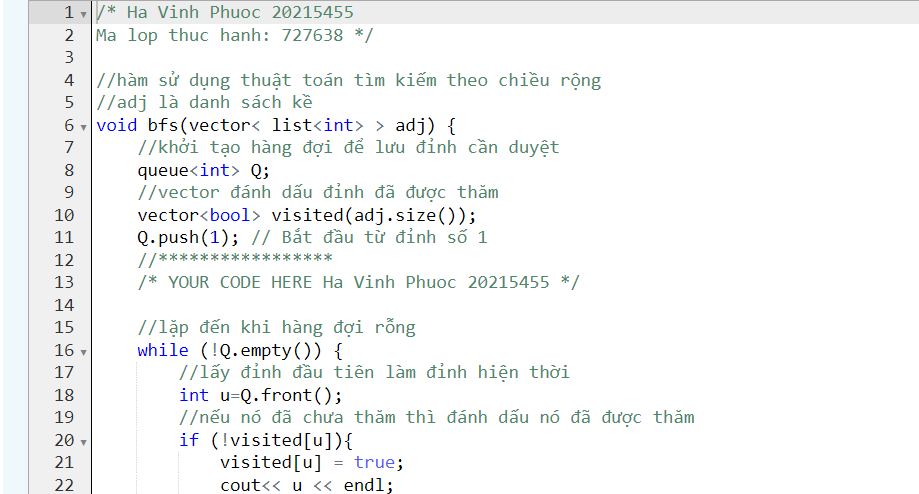 1 /* Ha Vinh Phuoc 20215455
2 Ma lop thuc hanh: 727638 */
3
4 //hàm sử dụng thuật toán tìm kiếm theo chiều rộng
5 //adj là danh sách kề
6 void bfs(vector< list<int> > adj) {
7     //khởi tạo hàng đợi để lưu đỉnh cần duyệt
8     queue<int> Q;
9     //vector đánh dấu đỉnh đã được thăm
10     vector<bool> visited(adj.size());
11     Q.push(1); // Bắt đầu từ đỉnh số 1
12     //*****************
13     /* YOUR CODE HERE Ha Vinh Phuoc 20215455 */
14
15     //lặp đến khi hàng đợi rỗng
16     while (!Q.empty()) {
17         //lấy đỉnh đầu tiên làm đỉnh hiện thời
18         int u=Q.front();
19         //nếu nó đã chưa thăm thì đánh dấu nó đã được thăm
20         if (!visited[u]){
21             visited[u] = true;
22             cout<< u << endl;